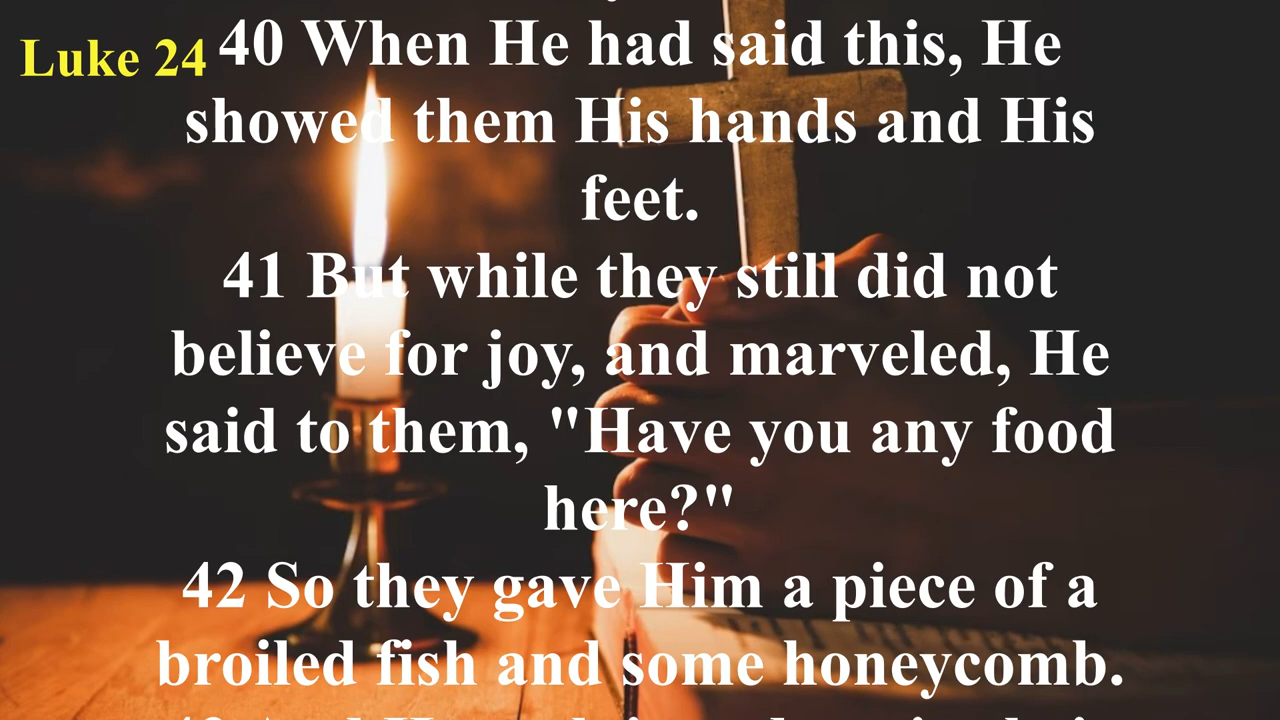 Luke 24
40 When He had said this, He
showed them His hands and His
feet.
41 But while they still did not
believe for joy, and marveled, He
said to them, "Have you any food
here?"
42 So they gave Him a piece of a
broiled fish and some honeycomb.